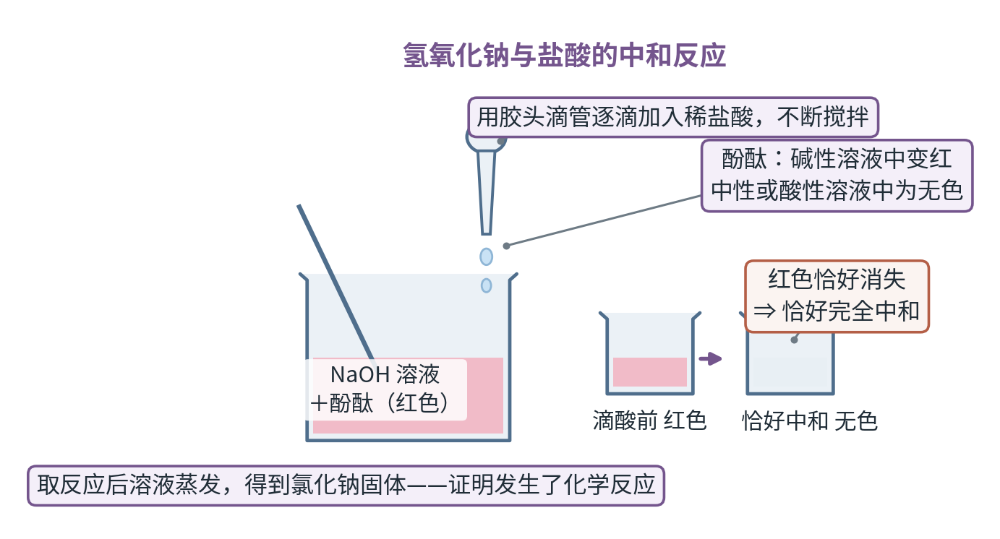 氢氧化钠与盐酸的中和反应
用胶头滴管逐滴加入稀盐酸，不断搅拌
酚酞：碱性溶液中变红
中性或酸性溶液中为无色
红色恰好消失
⇒ 恰好完全中和
NaOH 溶液
＋酚酞（红色）
滴酸前 红色
恰好中和 无色
取反应后溶液蒸发，得到氯化钠固体——证明发生了化学反应